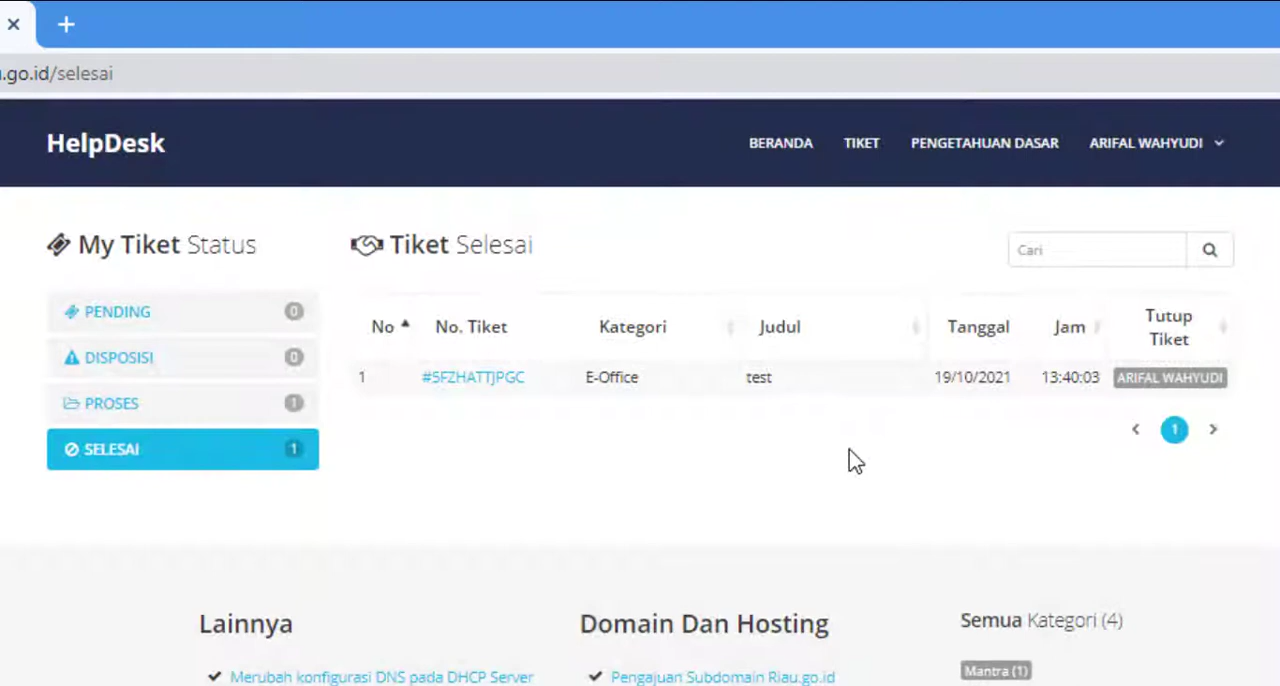 .go.id/selesai
HelpDesk
BERANDA TIKET PENGETAHUAN DASAR ARIFAL WAHYUDI
My Tiket Status
PENDING 0
DISPOSISI 0
PROSES 1
SELESAI 1
Tiket Selesai
Cari
No No. Tiket Kategori Judul Tanggal Jam Tutup Tiket
1 #5FZHATTJPGC E-Office test 19/10/2021 13:40:03 ARIFAL WAHYUDI
1
Lainnya
Merubah konfigurasi DNS pada DHCP Server
Domain Dan Hosting
Pengajuan Subdomain Riau.go.id
Semua Kategori (4)
Mantra (1)